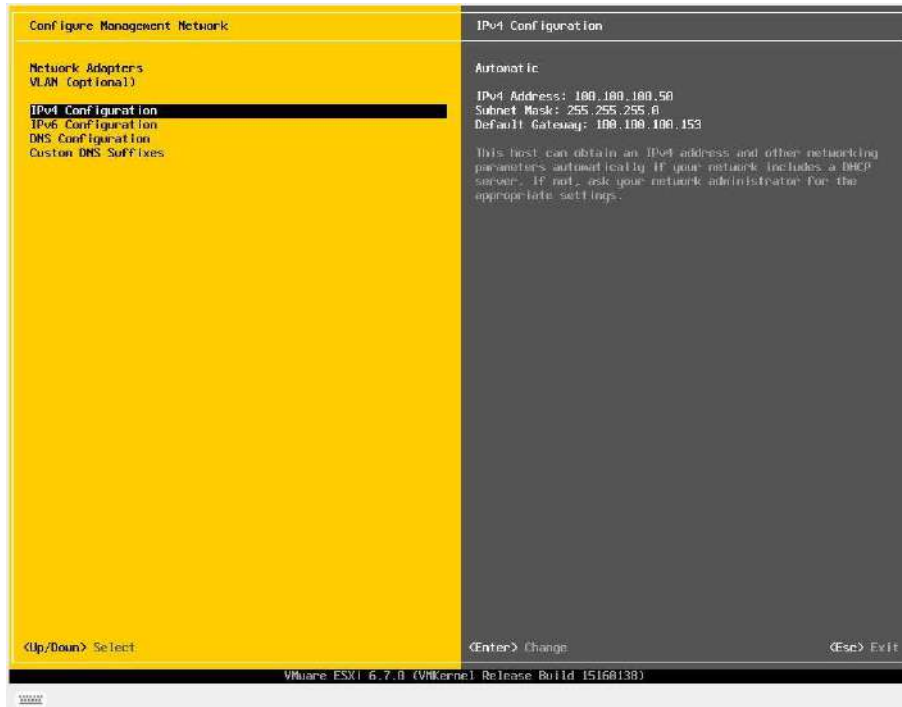 Configure Management Network
Network Adapters
VLAN (optional)
IPv4 Configuration
IPv6 Configuration
DNS Configuration
Custom DNS Suffixes
<Up/Down> Select
IPv4 Configuration
Automatic
IPv4 Address: 100.100.100.50
Subnet Mask: 255.255.255.0
Default Gateway: 100.100.100.153
This host can obtain an IPv4 address and other networking
parameters automatically if your network includes a DHCP
server. If not, ask your network administrator for the
appropriate settings.
<Enter> Change
<Esc> Exit
VMware ESXi 6.7.0 (VMKernel Release Build 15160138)